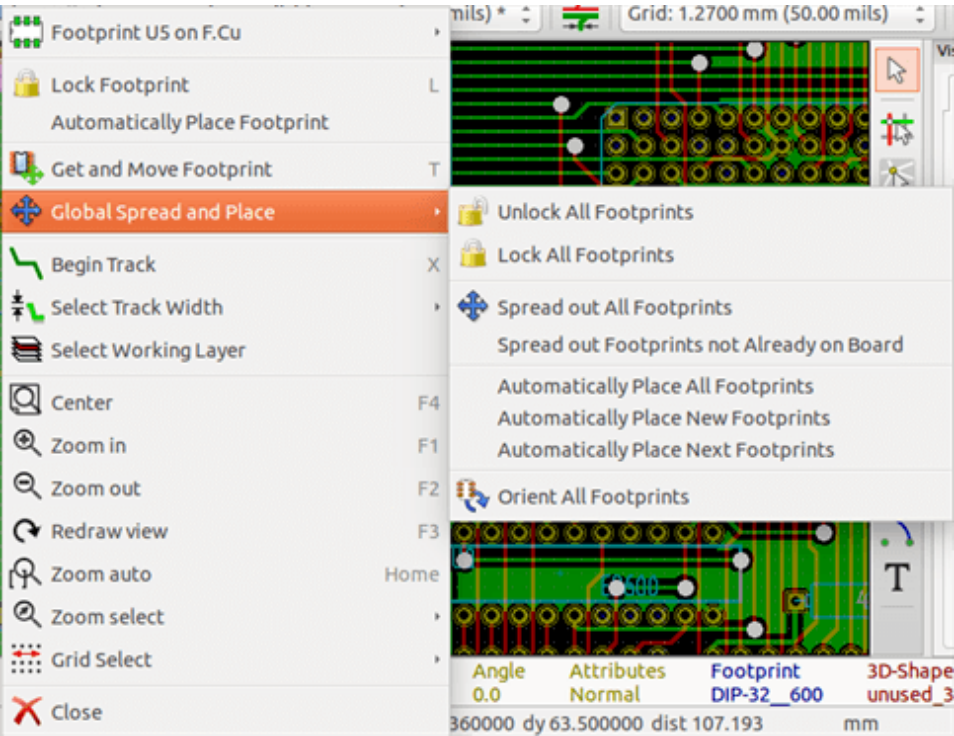 mils) *
Grid: 1.2700 mm (50.00 mils)
Footprint U5 on F.Cu
Lock Footprint L
Automatically Place Footprint
Get and Move Footprint T
Global Spread and Place
Unlock All Footprints
Lock All Footprints
Spread out All Footprints
Spread out Footprints not Already on Board
Automatically Place All Footprints
Automatically Place New Footprints
Automatically Place Next Footprints
Orient All Footprints
Begin Track X
Select Track Width
Select Working Layer
Center F4
Zoom in F1
Zoom out F2
Redraw view F3
Zoom auto Home
Zoom select
Grid Select
Close
T
Angle Attributes Footprint 3D-Shape
0.0 Normal DIP-32__600 unused_3
360000 dy 63.500000 dist 107.193 mm